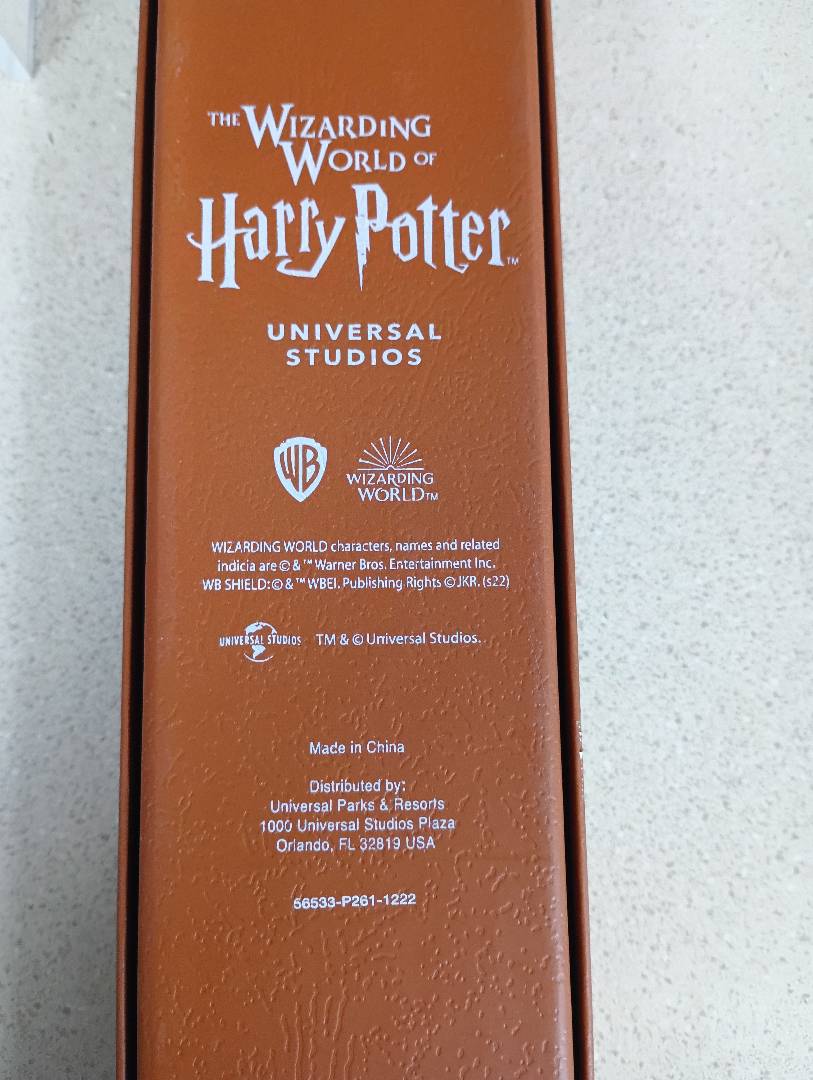 THE WIZARDING
WORLD OF
Harry Potter™
UNIVERSAL
STUDIOS
WB
WIZARDING
WORLD™
WIZARDING WORLD characters, names and related
indicia are © & ™ Warner Bros. Entertainment Inc.
WB SHIELD: © & ™ WBEI. Publishing Rights © JKR. (s22)
UNIVERSAL STUDIOS TM & © Universal Studios.
Made in China
Distributed by:
Universal Parks & Resorts
1000 Universal Studios Plaza
Orlando, FL 32819 USA
56533-P261-1222